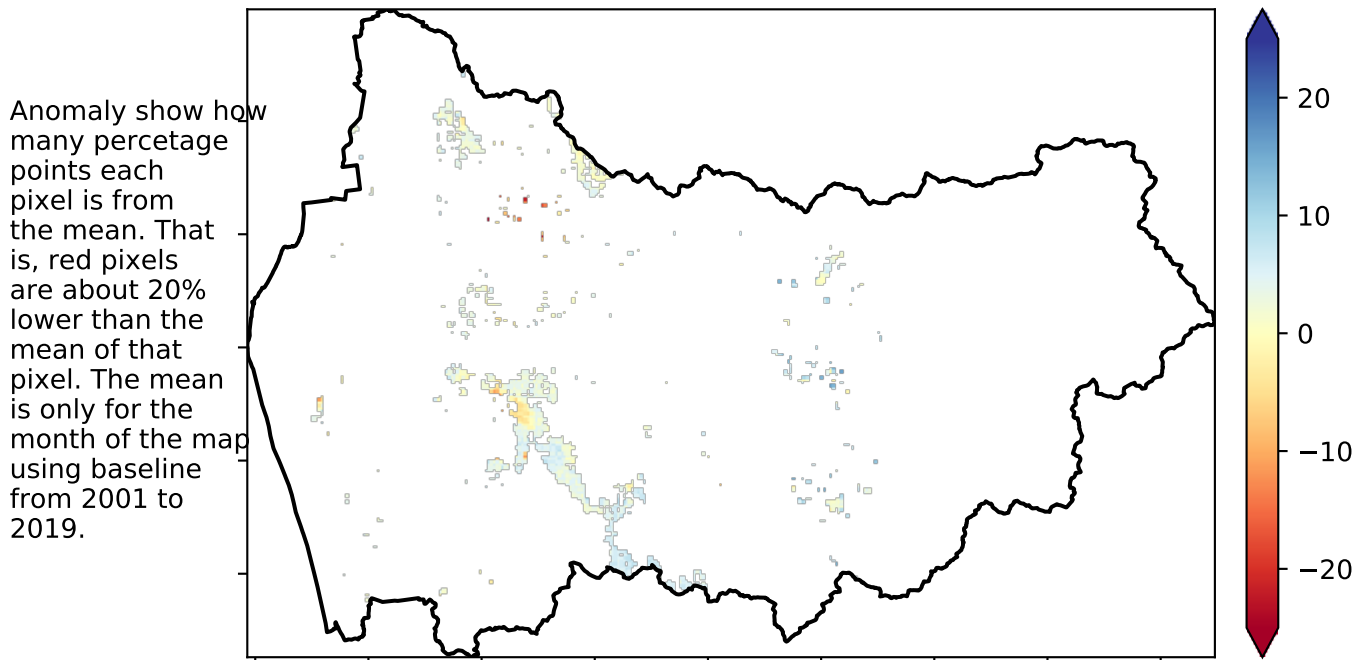 Anomaly show how
many percetage
points each
pixel is from
the mean. That
is, red pixels
are about 20%
lower than the
mean of that
pixel. The mean
is only for the
month of the map
using baseline
from 2001 to
2019.
20
10
0
−10
−20